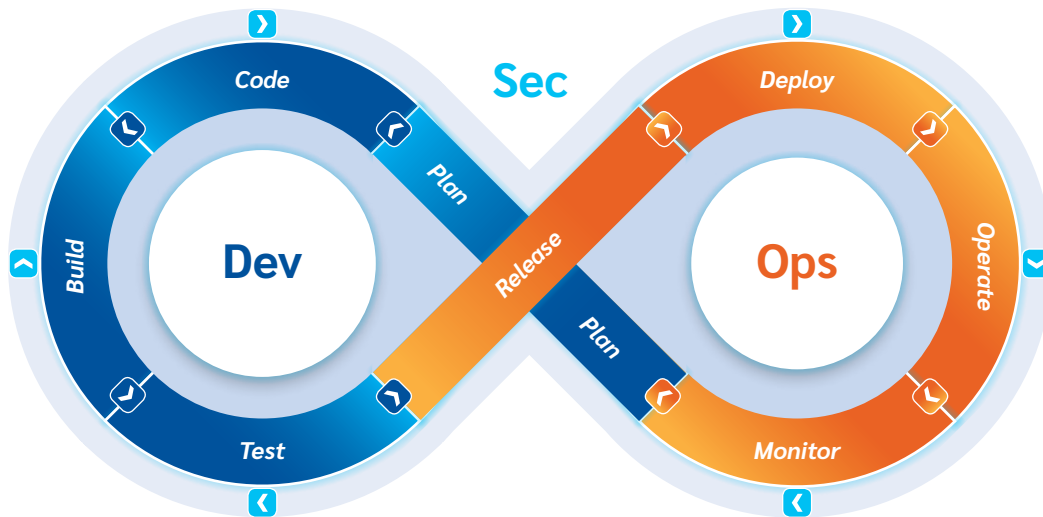 Sec
Code
Deploy
Plan
Build
Dev
Release
Ops
Operate
Plan
Test
Monitor